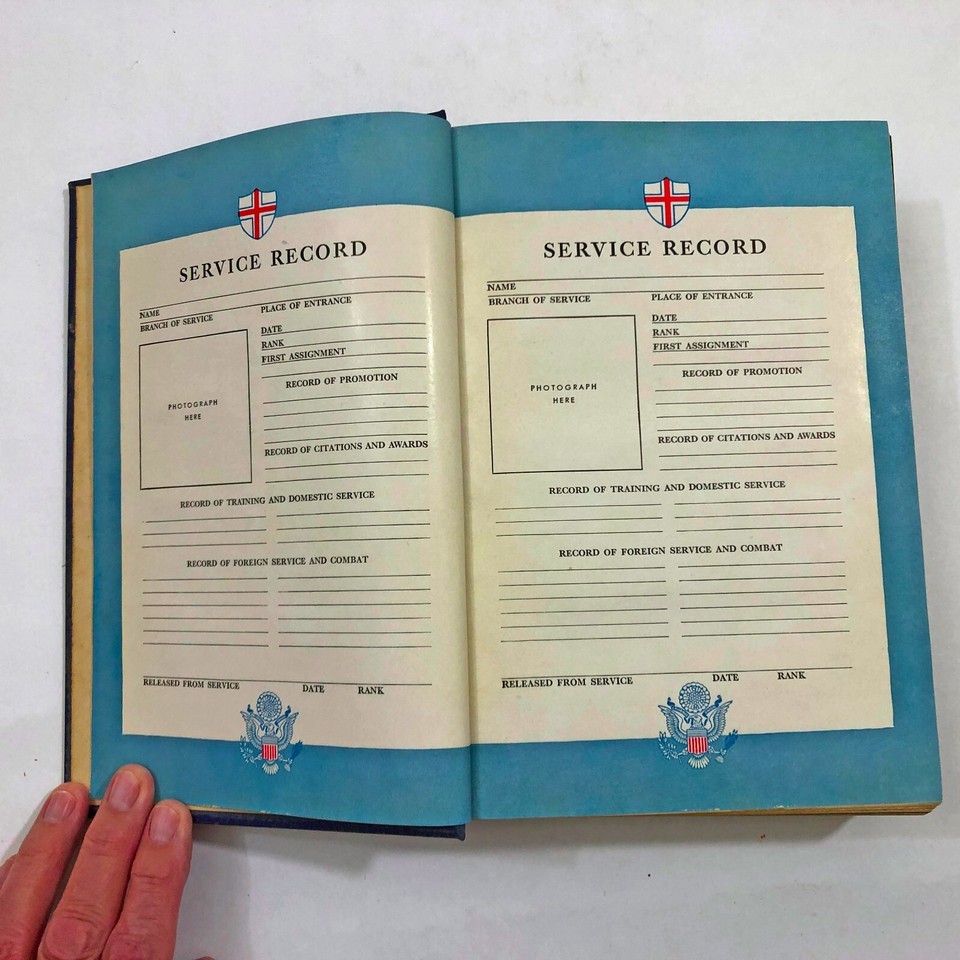 SERVICE RECORD
NAME
BRANCH OF SERVICE
PLACE OF ENTRANCE
DATE
RANK
FIRST ASSIGNMENT
PHOTOGRAPH
HERE
RECORD OF PROMOTION
RECORD OF CITATIONS AND AWARDS
RECORD OF TRAINING AND DOMESTIC SERVICE
RECORD OF FOREIGN SERVICE AND COMBAT
RELEASED FROM SERVICE DATE RANK
SERVICE RECORD
NAME
BRANCH OF SERVICE
PLACE OF ENTRANCE
DATE
RANK
FIRST ASSIGNMENT
PHOTOGRAPH
HERE
RECORD OF PROMOTION
RECORD OF CITATIONS AND AWARDS
RECORD OF TRAINING AND DOMESTIC SERVICE
RECORD OF FOREIGN SERVICE AND COMBAT
RELEASED FROM SERVICE DATE RANK